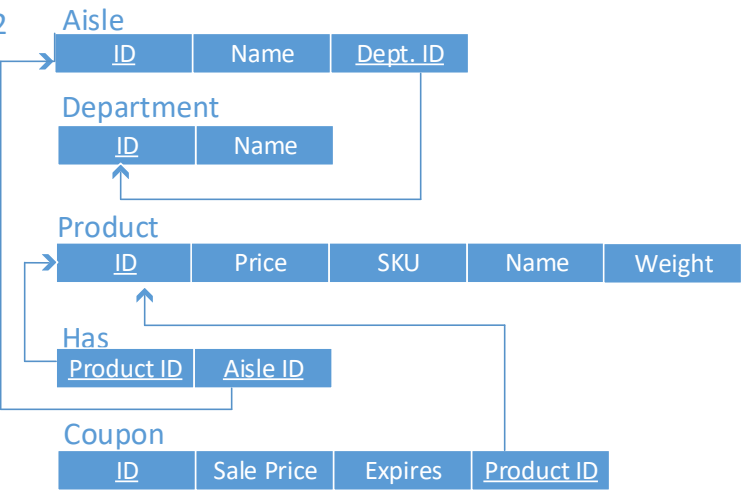 2
Aisle
ID Name Dept. ID
Department
ID Name
Product
ID Price SKU Name Weight
Has
Product ID Aisle ID
Coupon
ID Sale Price Expires Product ID